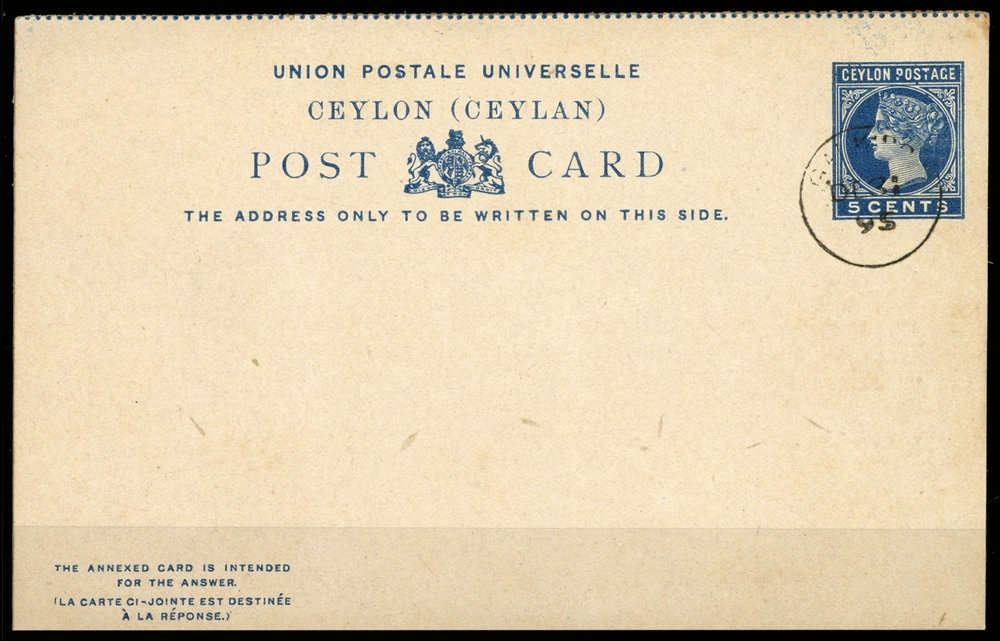 UNION POSTALE UNIVERSELLE
CEYLON (CEYLAN)
POST CARD
THE ADDRESS ONLY TO BE WRITTEN ON THIS SIDE.
CEYLON POSTAGE
5 CENTS
21
95
THE ANNEXED CARD IS INTENDED
FOR THE ANSWER.
(LA CARTE CI-JOINTE EST DESTINÉE
À LA RÉPONSE.)